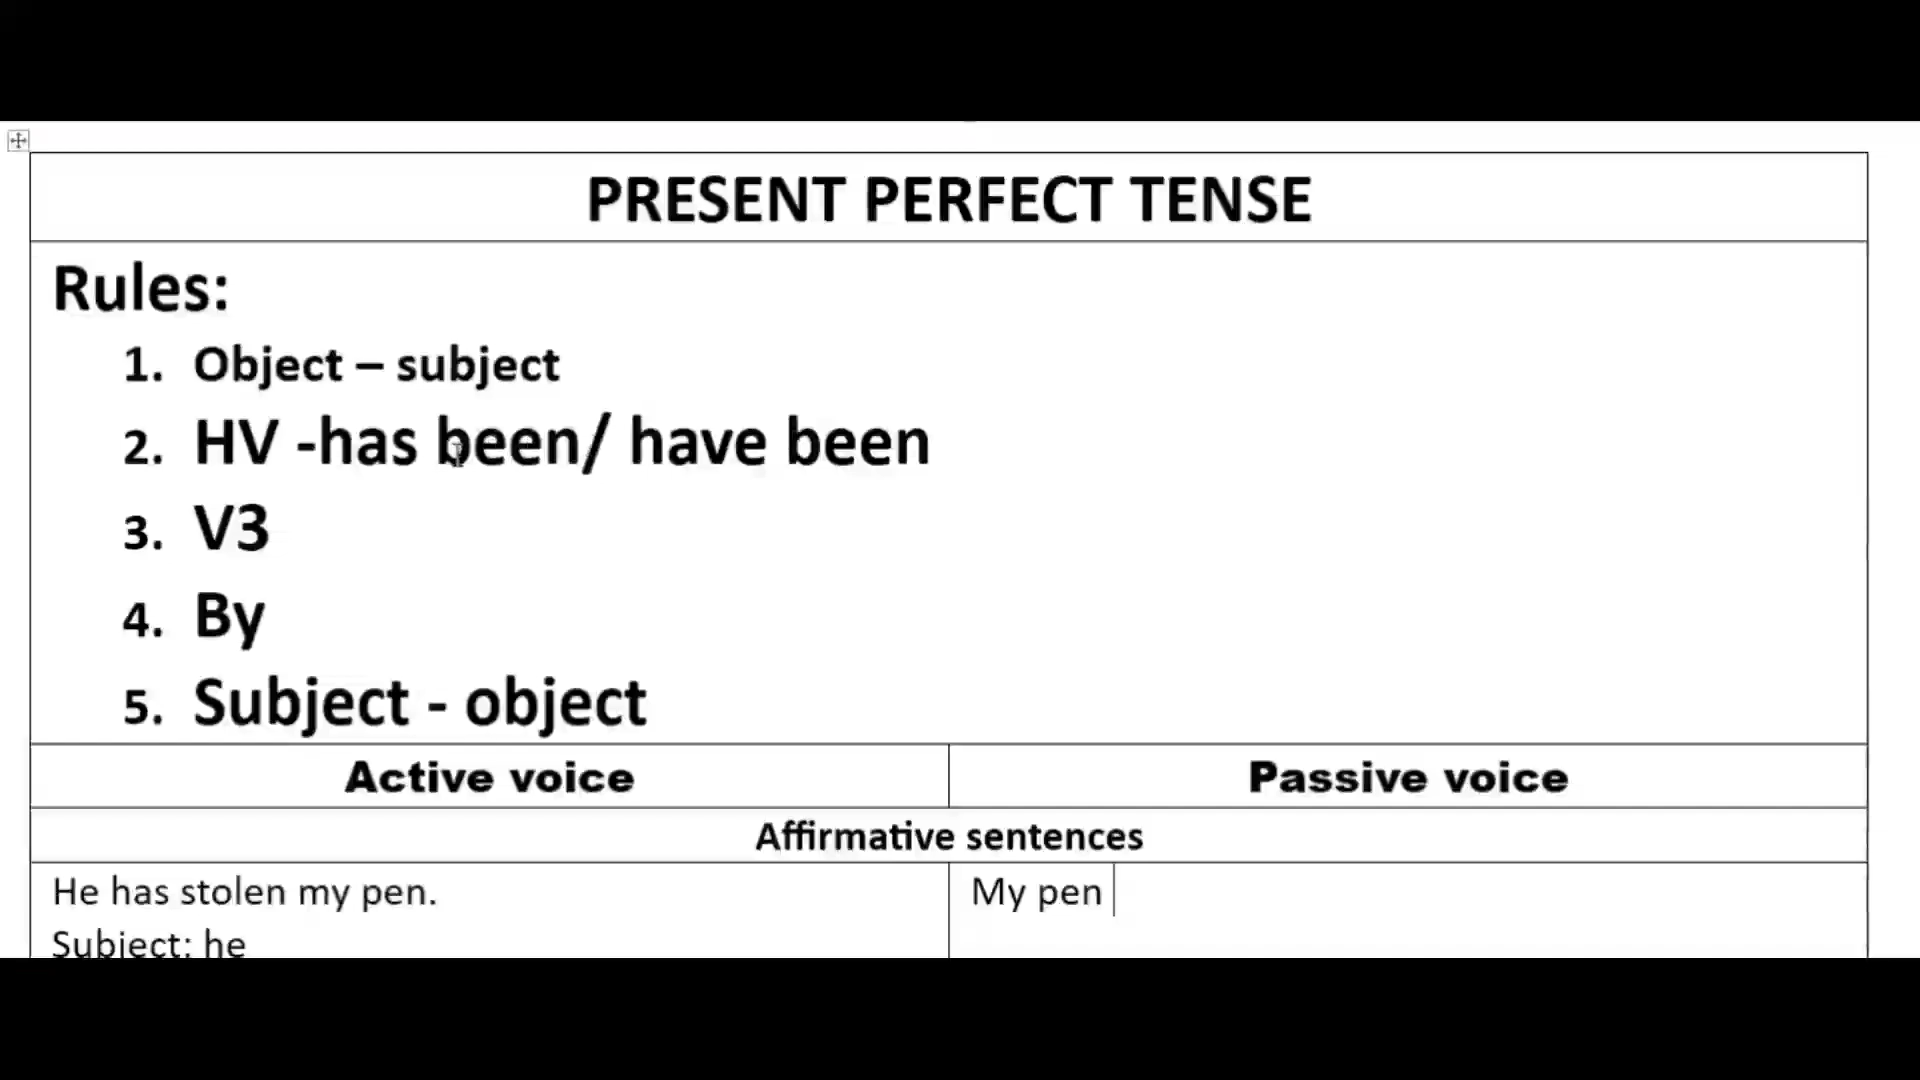 PRESENT PERFECT TENSE
Rules:
1. Object – subject
2. HV -has been/ have been
3. V3
4. By
5. Subject - object
Active voice
Passive voice
Affirmative sentences
He has stolen my pen.
My pen
Subject: he